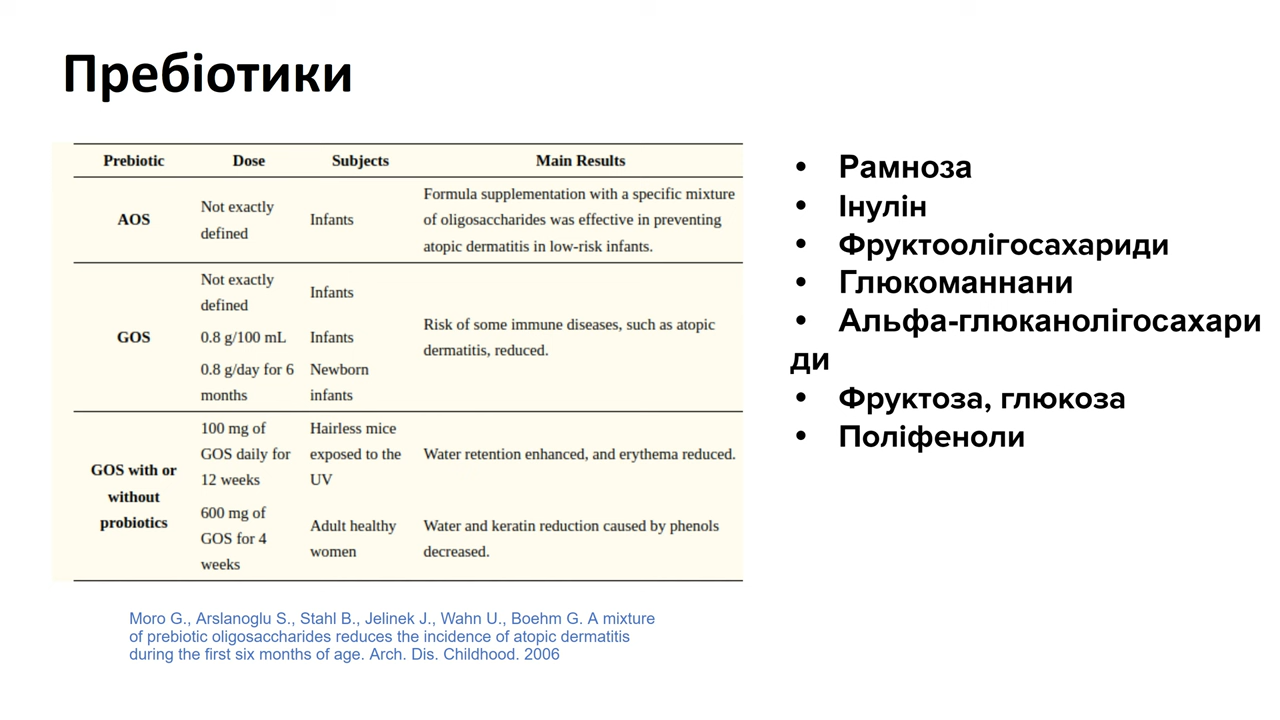 Пребіотики
Prebiotic Dose Subjects Main Results
AOS
Not exactly
defined
Infants
Formula supplementation with a specific mixture
of oligosaccharides was effective in preventing
atopic dermatitis in low-risk infants.
GOS
Not exactly
defined
Infants
0.8 g/100 mL
Infants
0.8 g/day for 6
months
Newborn
infants
Risk of some immune diseases, such as atopic
dermatitis, reduced.
GOS with or
without
probiotics
100 mg of
GOS daily for
12 weeks
Hairless mice
exposed to the
UV
Water retention enhanced, and erythema reduced.
600 mg of
GOS for 4
weeks
Adult healthy
women
Water and keratin reduction caused by phenols
decreased.
Moro G., Arslanoglu S., Stahl B., Jelinek J., Wahn U., Boehm G. A mixture
of prebiotic oligosaccharides reduces the incidence of atopic dermatitis
during the first six months of age. Arch. Dis. Childhood. 2006
• Рамноза
• Інулін
• Фруктоолігосахариди
• Глюкоманнани
• Альфа-глюканолігосахари
ди
• Фруктоза, глюкоза
• Поліфеноли